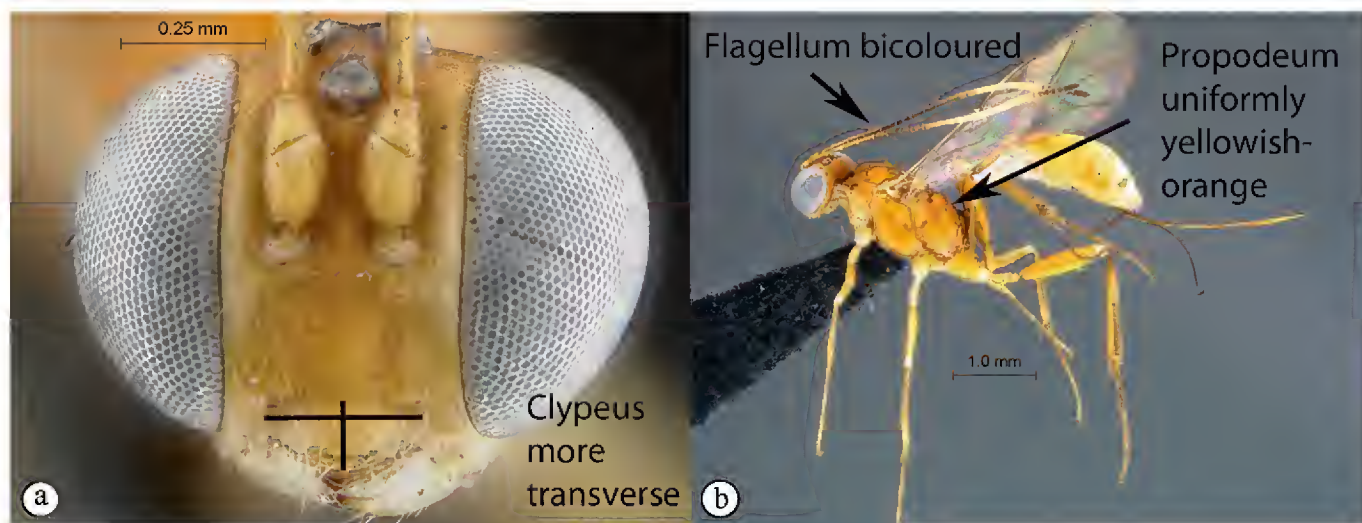 0.25 mm
Clypeus
more
transverse
a
Flagellum bicoloured
Propodeum
uniformly
yellowish-
orange
1.0 mm
b